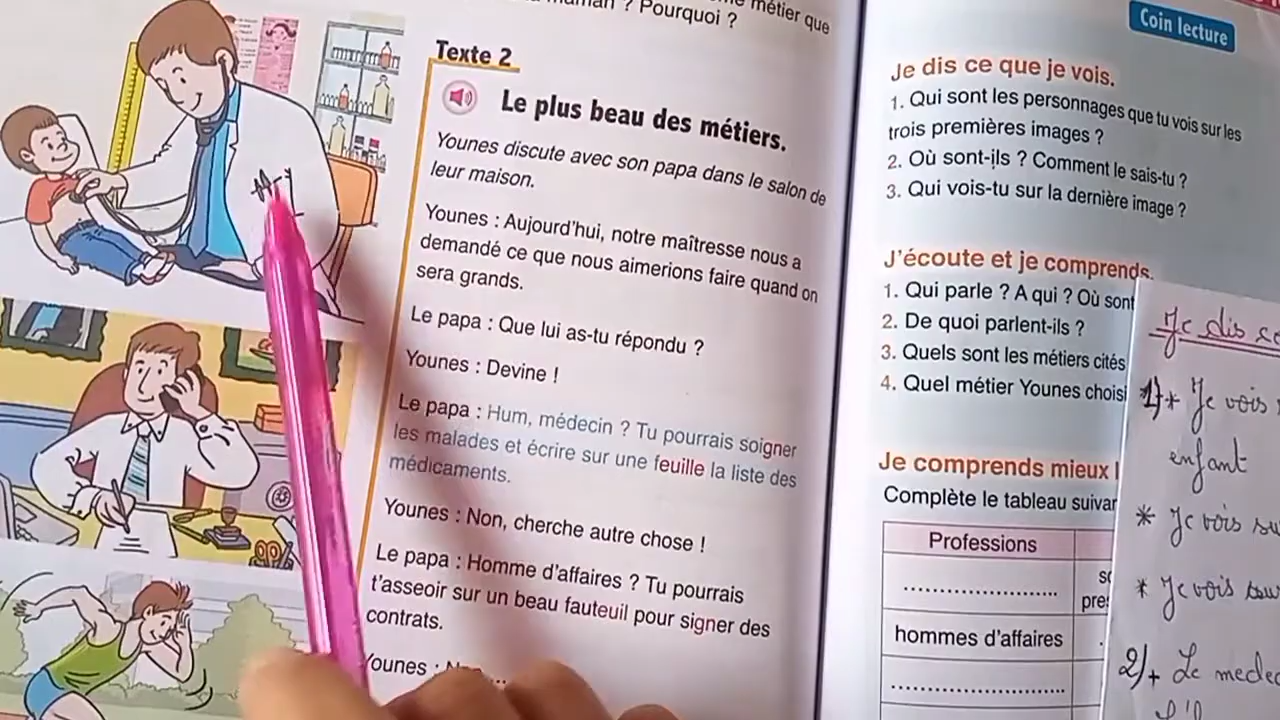 maman ? Pourquoi ?
métier que
Texte 2
Le plus beau des métiers.
Younes discute avec son papa dans le salon de
leur maison.
Younes : Aujourd'hui, notre maîtresse nous a
demandé ce que nous aimerions faire quand on
sera grands.
Le papa : Que lui as-tu répondu ?
Younes : Devine !
Le papa : Hum, médecin ? Tu pourrais soigner
les malades et écrire sur une feuille la liste des
médicaments.
Younes : Non, cherche autre chose !
Le papa : Homme d'affaires ? Tu pourrais
t'asseoir sur un beau fauteuil pour signer des
contrats.
Younes :
Coin lecture
Je dis ce que je vois.
1. Qui sont les personnages que tu vois sur les
trois premières images ?
2. Où sont-ils ? Comment le sais-tu ?
3. Qui vois-tu sur la dernière image ?
J'écoute et je comprends.
1. Qui parle ? A qui ? Où sont
2. De quoi parlent-ils ?
3. Quels sont les métiers cités
4. Quel métier Younes choisi
Je comprends mieux
Complète le tableau suivan
Professions
hommes d'affaires
Je dis ce
1) * Je vois
enfant
* Je vois su
* Je vois sur
2) + Le medec